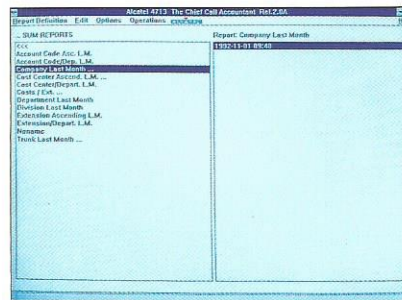 Alcatel 4713 The Chief Call Accountant Rel.2.0A
Report Definition Edit Options Operations
... SUM REPORTS
<<<
Account Code Asc. L.M.
Account Code/Dep. L.M.
Company Last Month ...
Cost Center Ascend. L.M. ...
Cost Center/Depart. L.M.
Costs / Ext. ...
Department Last Month
Division Last Month
Extension Ascending L.M.
Extension/Depart. L.M.
Noname
Trunk Last Month ...
Report: Company Last Month
1992-11-01 09:40